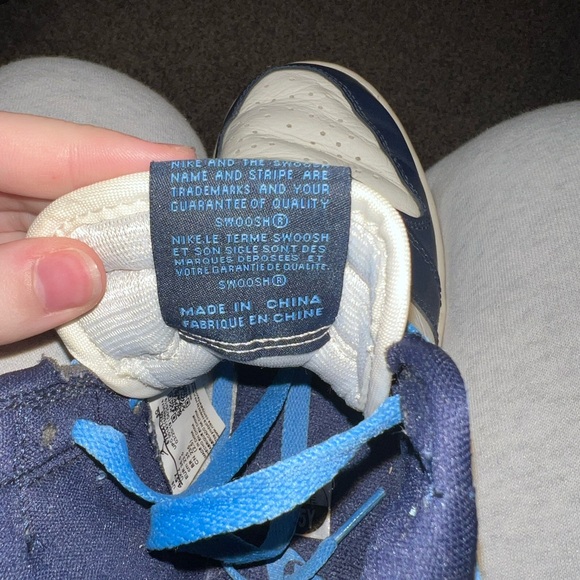 NIKE AND THE SWOOSH
NAME AND STRIPE ARE
TRADEMARKS AND YOUR
GUARANTEE OF QUALITY
SWOOSH®
NIKE.LE TERME SWOOSH
ET SON SIGLE SONT DES
MARQUES DEPOSEES ET
VOTRE GARANTIE DE QUALITE.
SWOOSH®
MADE IN CHINA
FABRIQUE EN CHINE